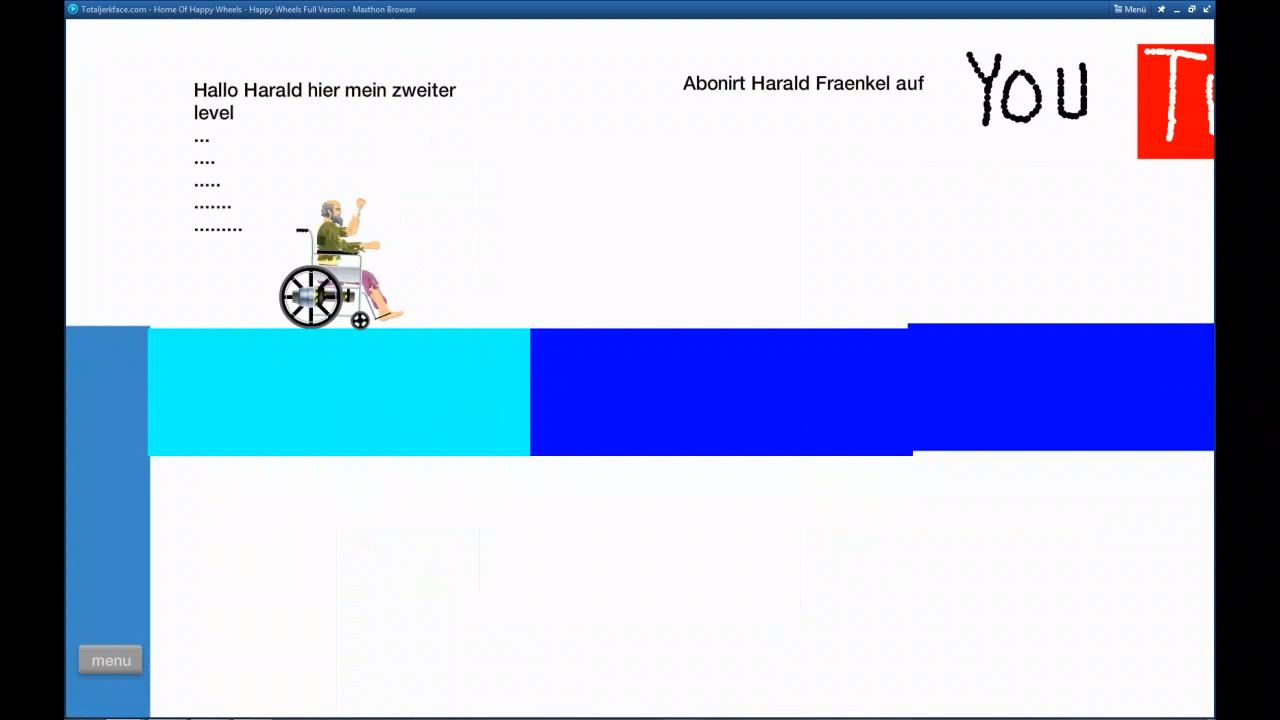 Totaljerkface.com - Home Of Happy Wheels - Happy Wheels Full Version - Maxthon Browser
Menü
Hallo Harald hier mein zweiter
level
...
....
.....
.......
.........
Abonirt Harald Fraenkel auf
YOU
menu